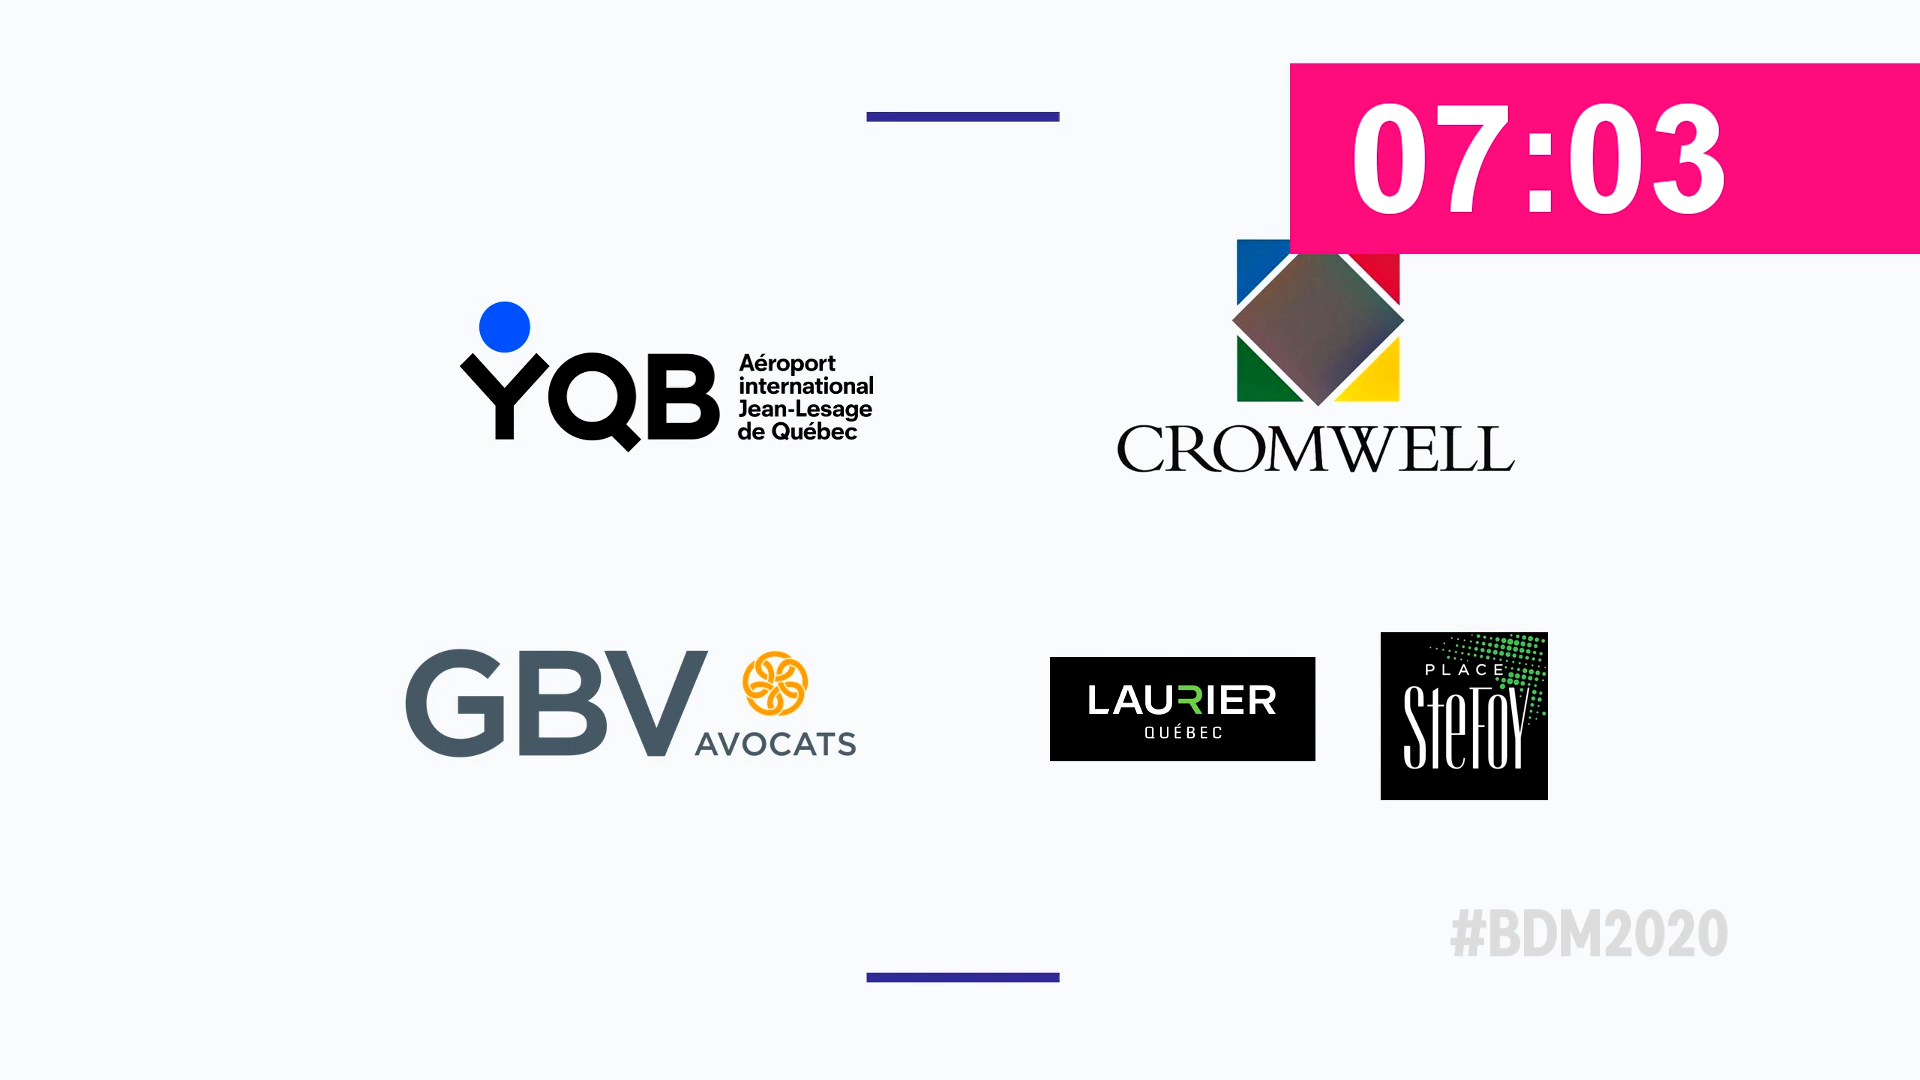 07:03
YQB
Aéroport
international
Jean-Lesage
de Québec
CROMWELL
GBV
AVOCATS
LAURIER
QUÉBEC
PLACE
SteFoY
#BDM2020